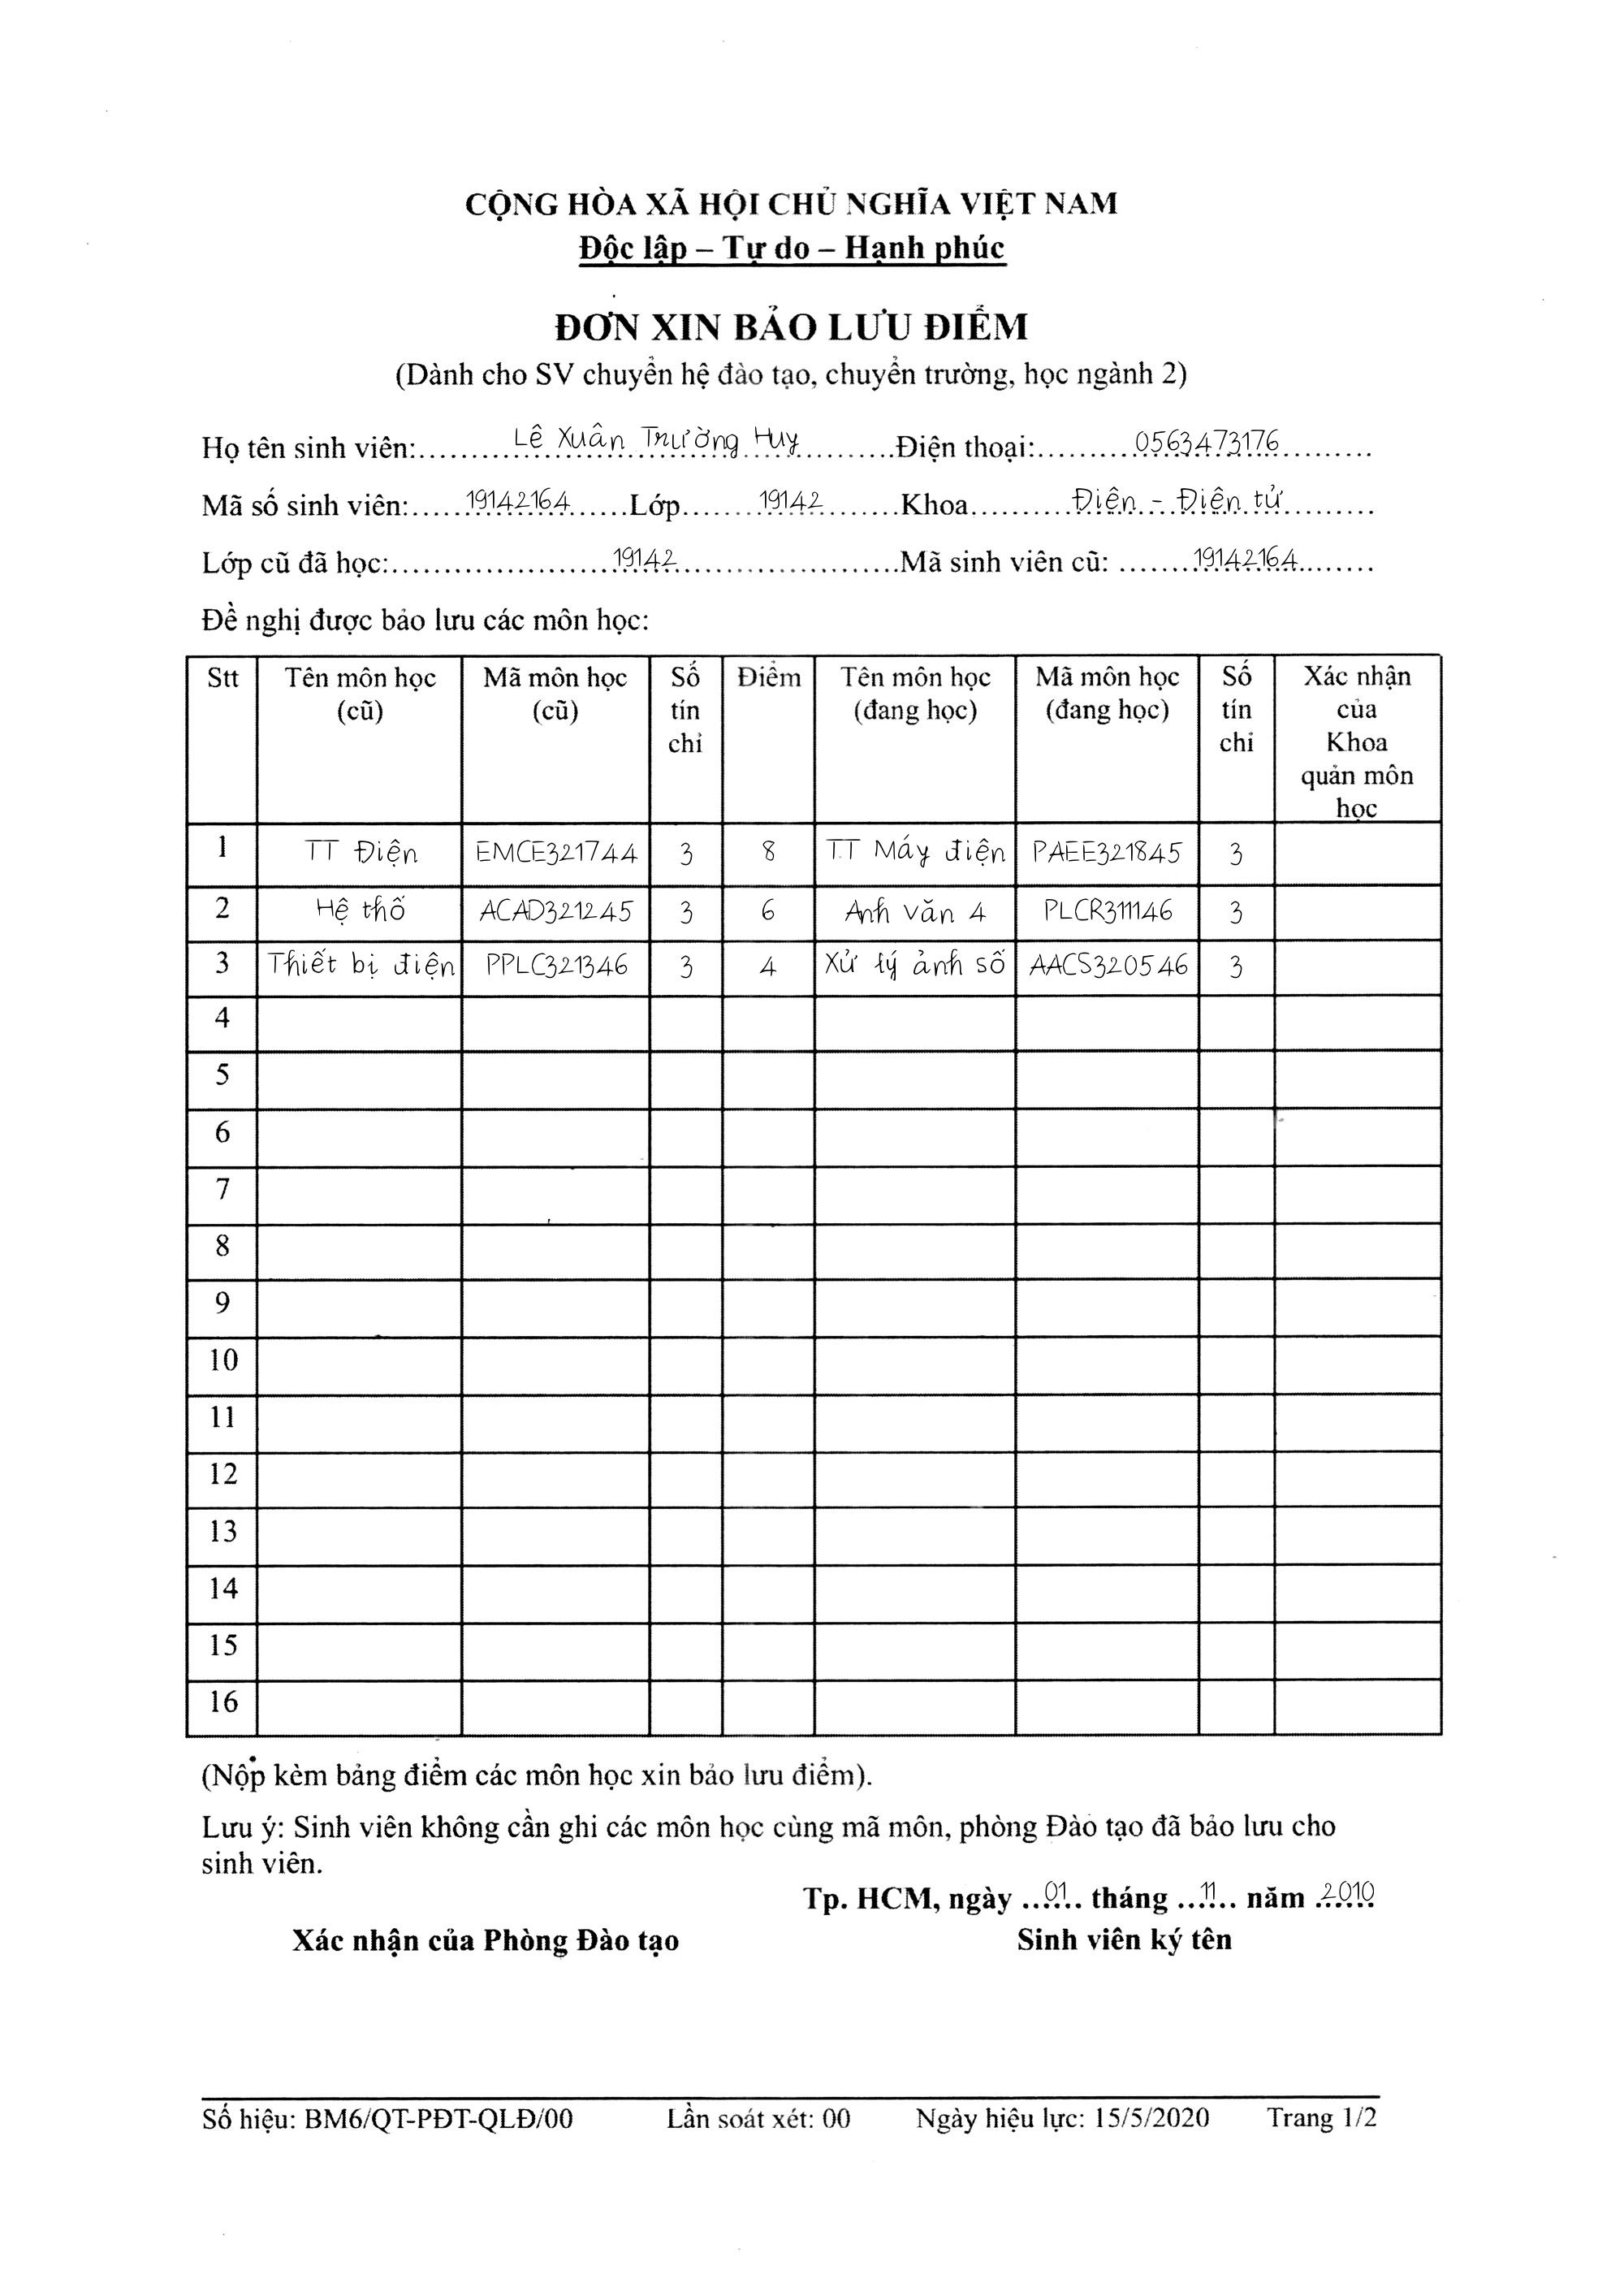 CỘNG HÒA XÃ HỘI CHỦ NGHĨA VIỆT NAM
Độc lập – Tự do – Hạnh phúc
ĐƠN XIN BẢO LƯU ĐIỂM
(Dành cho SV chuyển hệ đào tạo, chuyển trường, học ngành 2)
Họ tên sinh viên: Lê Xuân Trường Huy Điện thoại: 0563473176
Mã số sinh viên: 19142164 Lớp 19142 Khoa Điện - Điện tử
Lớp cũ đã học: 19142 Mã sinh viên cũ: 19142164
Đề nghị được bảo lưu các môn học:
Stt Tên môn học (cũ) Mã môn học (cũ) Số tín chỉ Điểm Tên môn học (đang học) Mã môn học (đang học) Số tín chỉ Xác nhận của Khoa quản môn học
1 TT Điện EMCE321744 3 8 TT Máy điện PAEE321845 3
2 Hệ thố ACAD321245 3 6 Anh văn 4 PLCR311146 3
3 Thiết bị điện PPLC321346 3 4 Xử lý ảnh số AACS320546 3
4
5
6
7
8
9
10
11
12
13
14
15
16
(Nộp kèm bảng điểm các môn học xin bảo lưu điểm).
Lưu ý: Sinh viên không cần ghi các môn học cùng mã môn, phòng Đào tạo đã bảo lưu cho
sinh viên.
Tp. HCM, ngày 01 tháng 11 năm 2010
Xác nhận của Phòng Đào tạo Sinh viên ký tên
Số hiệu: BM6/QT-PĐT-QLĐ/00 Lần soát xét: 00 Ngày hiệu lực: 15/5/2020 Trang 1/2